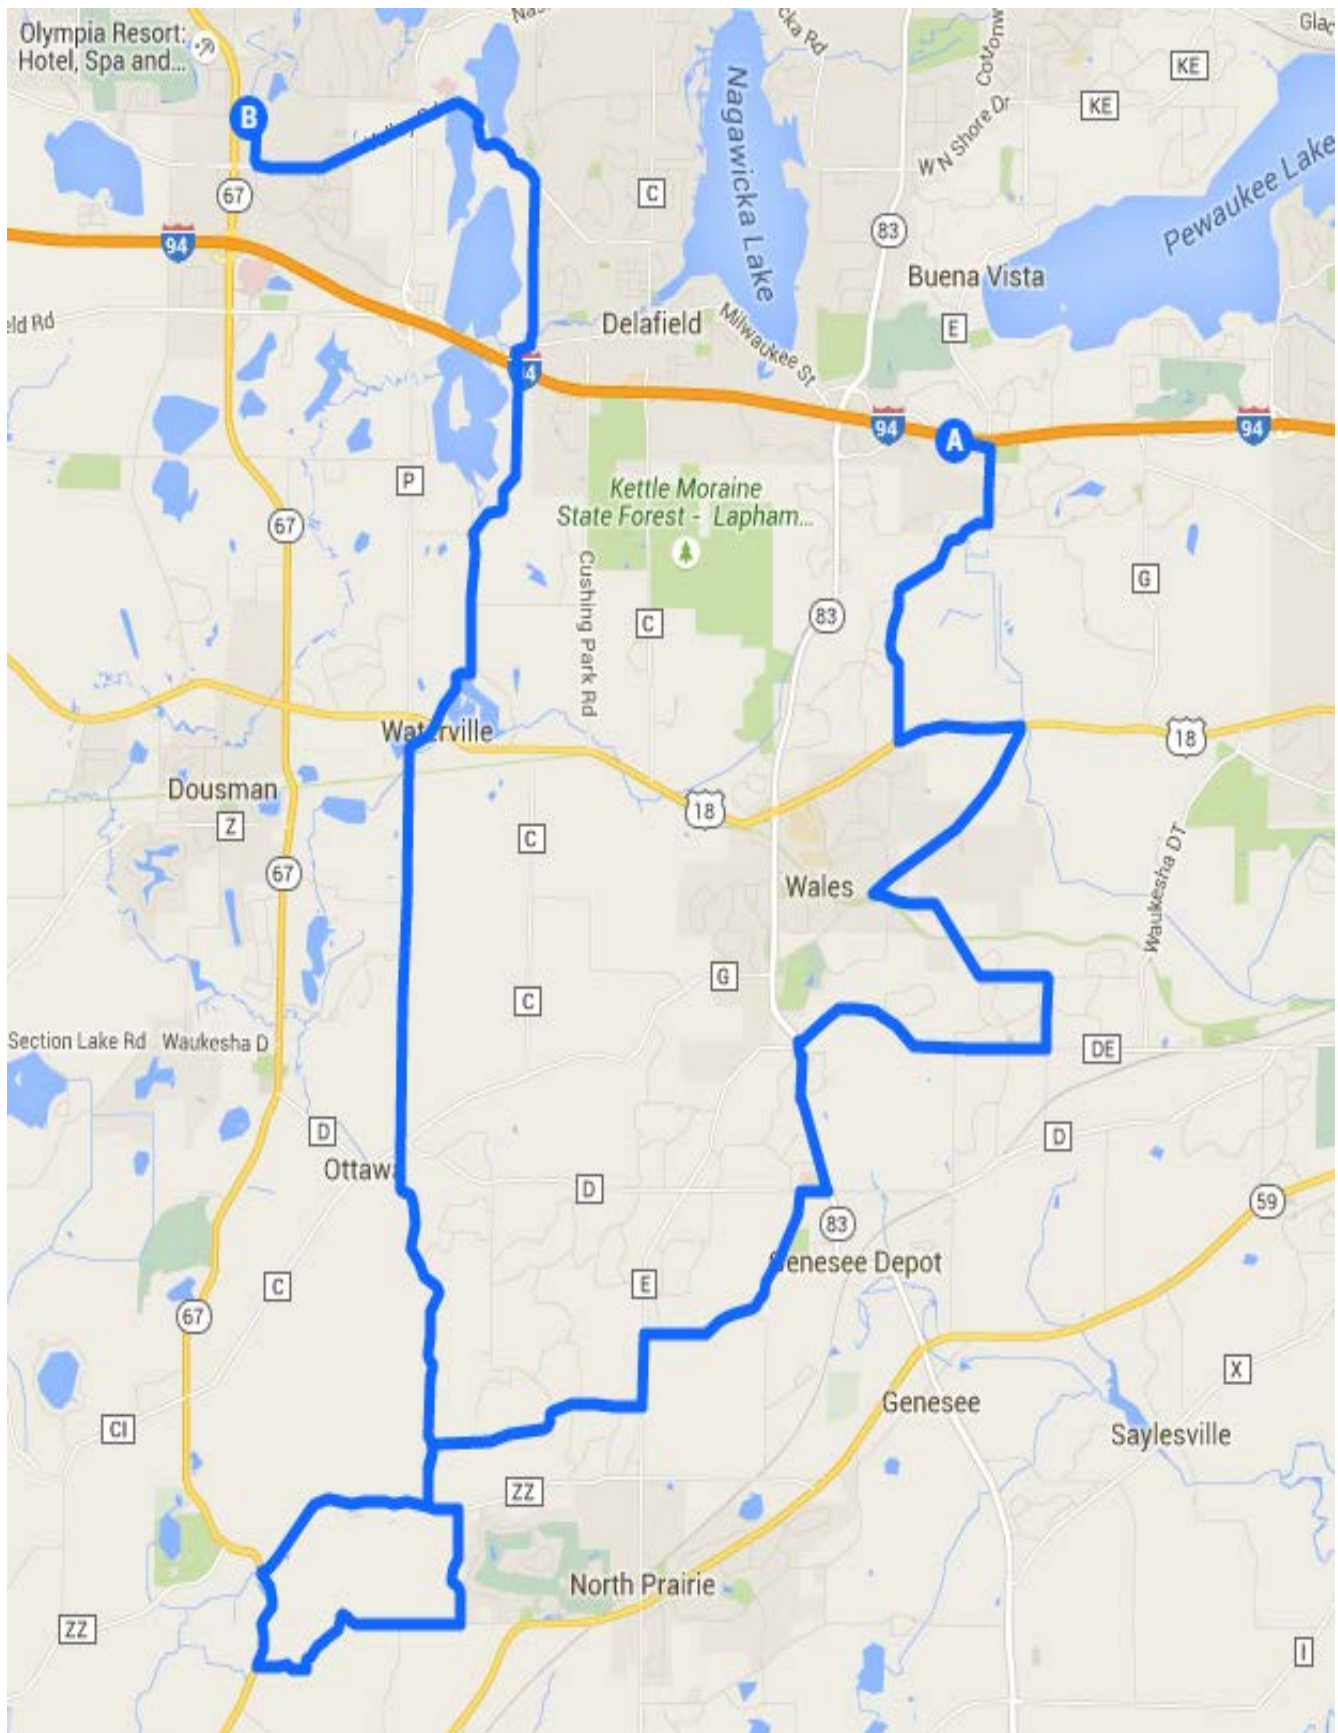 Olympia Resort:
Hotel, Spa and...
KE
Glac
KE
B
W N Shore Dr
67
C
Nagawicka Lake
Pewaukee Lake
94
83
Buena Vista
eld Rd
Delafield
E
Milwaukee St
94
A
94
P
Kettle Moraine
State Forest - Lapham...
67
Cushing Park Rd
G
C
83
Waterville
18
Dousman
18
Z
C
67
Wales
Waukesha DT
G
C
Section Lake Rd
Waukesha D
DE
D
D
Ottawa
D
59
83
Genesee Depot
C
E
67
X
Genesee
CI
Saylesville
ZZ
North Prairie
ZZ
I